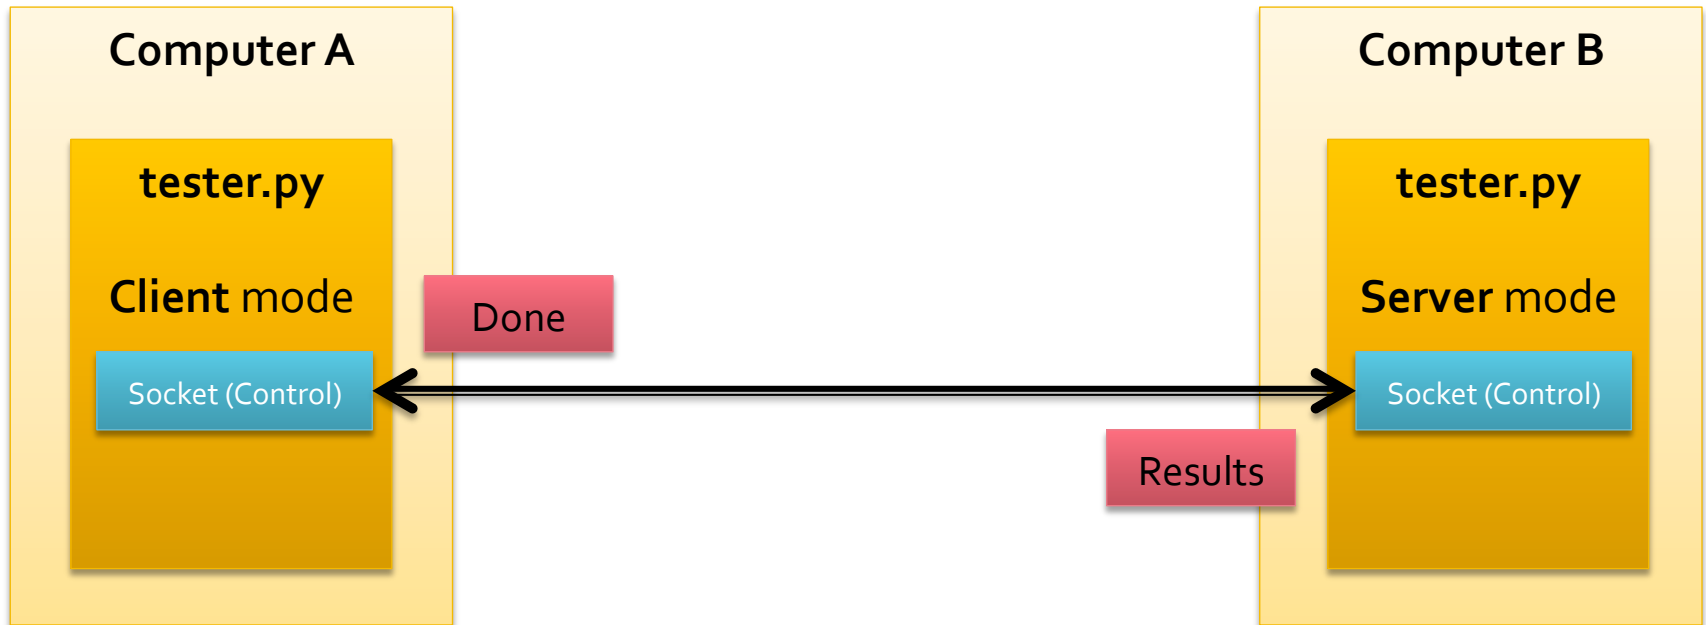 Computer A
tester.py
Client mode
Socket (Control)
Done
Results
Computer B
tester.py
Server mode
Socket (Control)